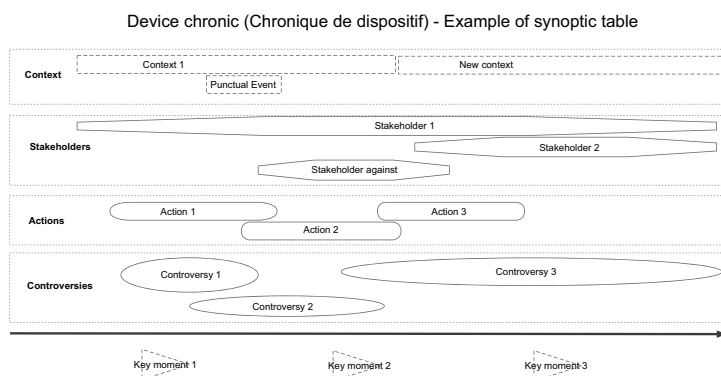 Device chronic (Chronique de dispositif) - Example of synoptic table
Context
Context 1
New context
Punctual Event
Stakeholders
Stakeholder 1
Stakeholder 2
Stakeholder against
Actions
Action 1
Action 3
Action 2
Controversies
Controversy 1
Controversy 3
Controversy 2
Key moment 1
Key moment 2
Key moment 3